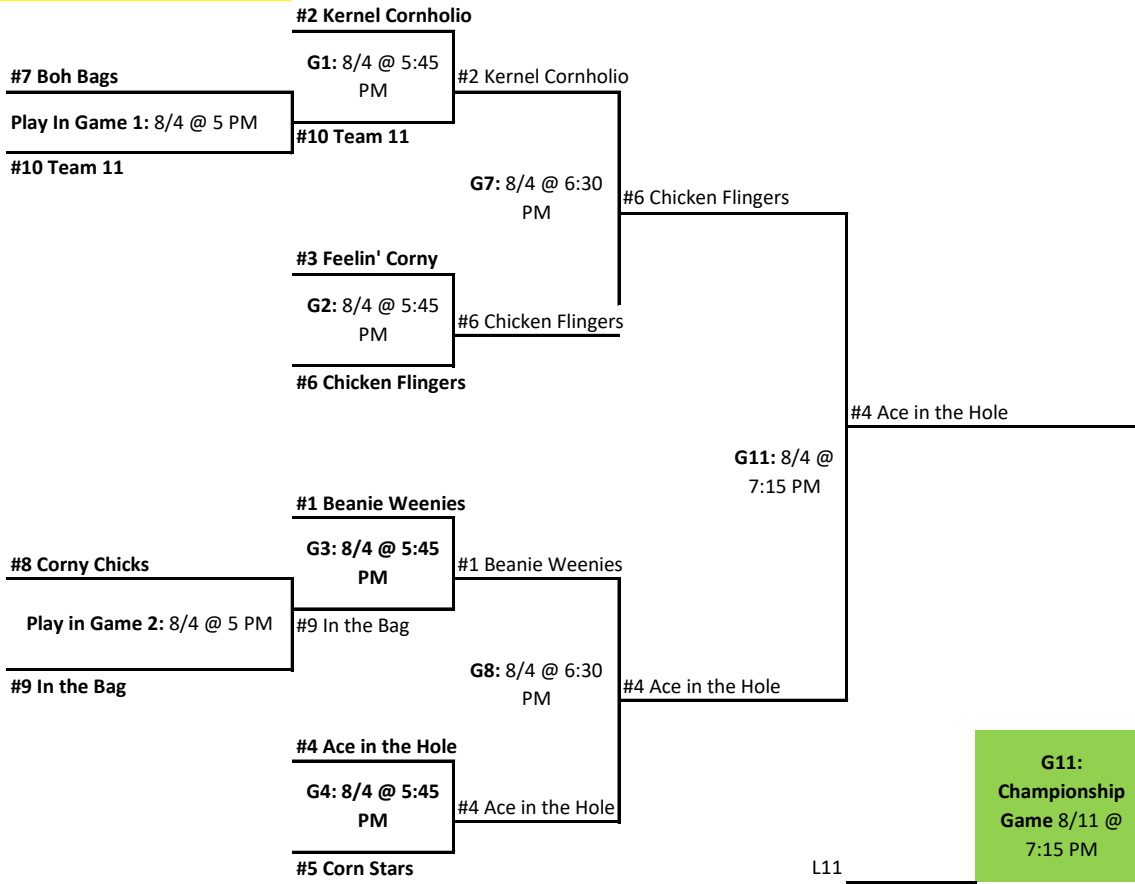 #2 Kernel Cornholio
G1: 8/4 @ 5:45
PM
#7 Boh Bags
#2 Kernel Cornholio
Play In Game 1: 8/4 @ 5 PM
#10 Team 11
#10 Team 11
G7: 8/4 @ 6:30
PM
#6 Chicken Flingers
#3 Feelin' Corny
G2: 8/4 @ 5:45
PM
#6 Chicken Flingers
#6 Chicken Flingers
#4 Ace in the Hole
G11: 8/4 @
7:15 PM
#1 Beanie Weenies
G3: 8/4 @ 5:45
PM
#8 Corny Chicks
#1 Beanie Weenies
Play in Game 2: 8/4 @ 5 PM
#9 In the Bag
#9 In the Bag
G8: 8/4 @ 6:30
PM
#4 Ace in the Hole
#4 Ace in the Hole
G4: 8/4 @ 5:45
PM
#4 Ace in the Hole
#5 Corn Stars
G11:
Championship
Game 8/11 @
7:15 PM
L11